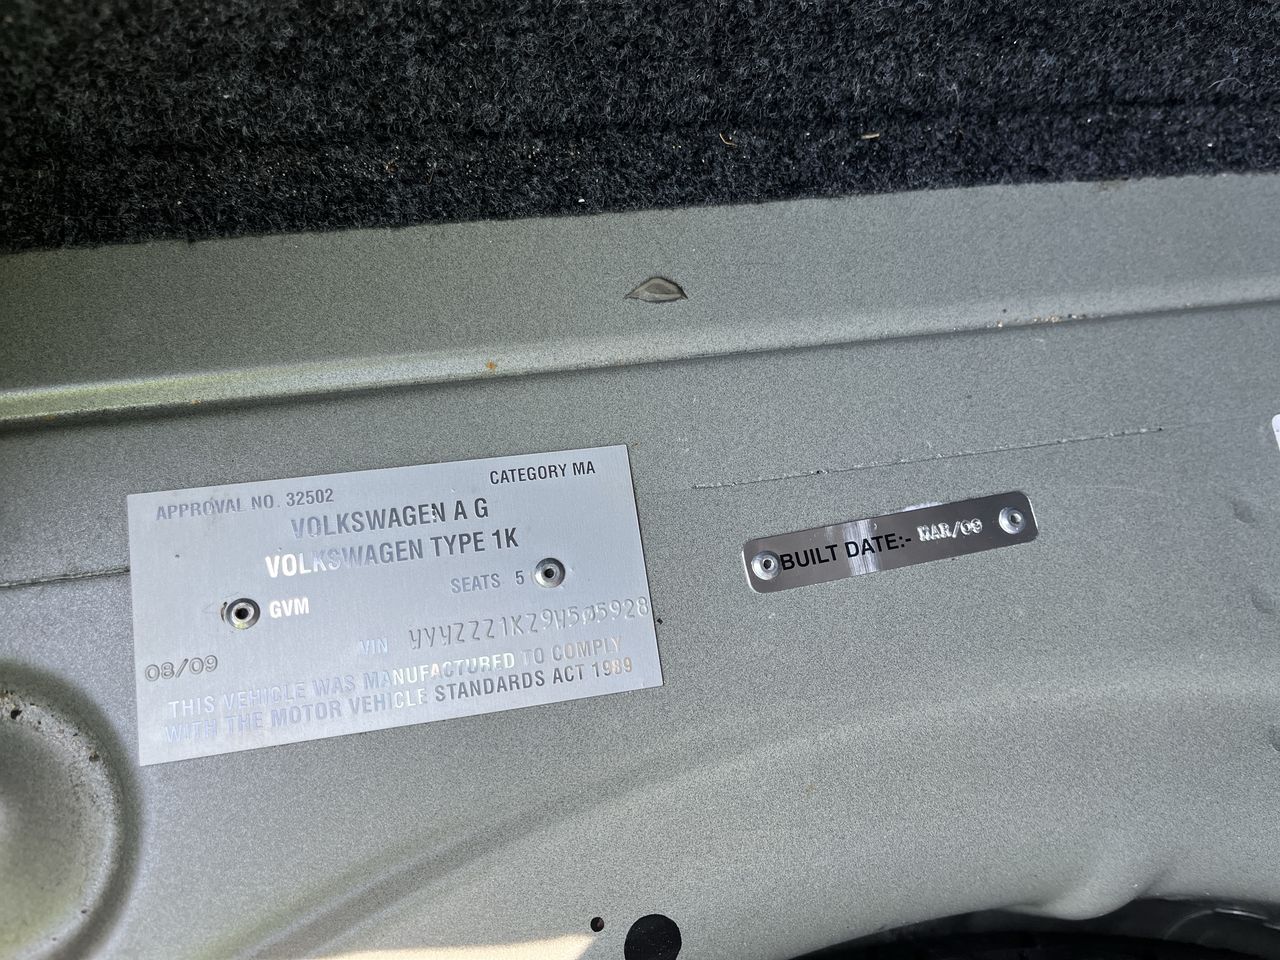 APPROVAL NO. 32502
CATEGORY MA
VOLKSWAGEN A G
VOLKSWAGEN TYPE 1K
SEATS 5
GVM
VIN WVWZZZ1KZ9W505928
08/09
THIS VEHICLE WAS MANUFACTURED TO COMPLY
WITH THE MOTOR VEHICLE STANDARDS ACT 1989
BUILT DATE:- MAR/09